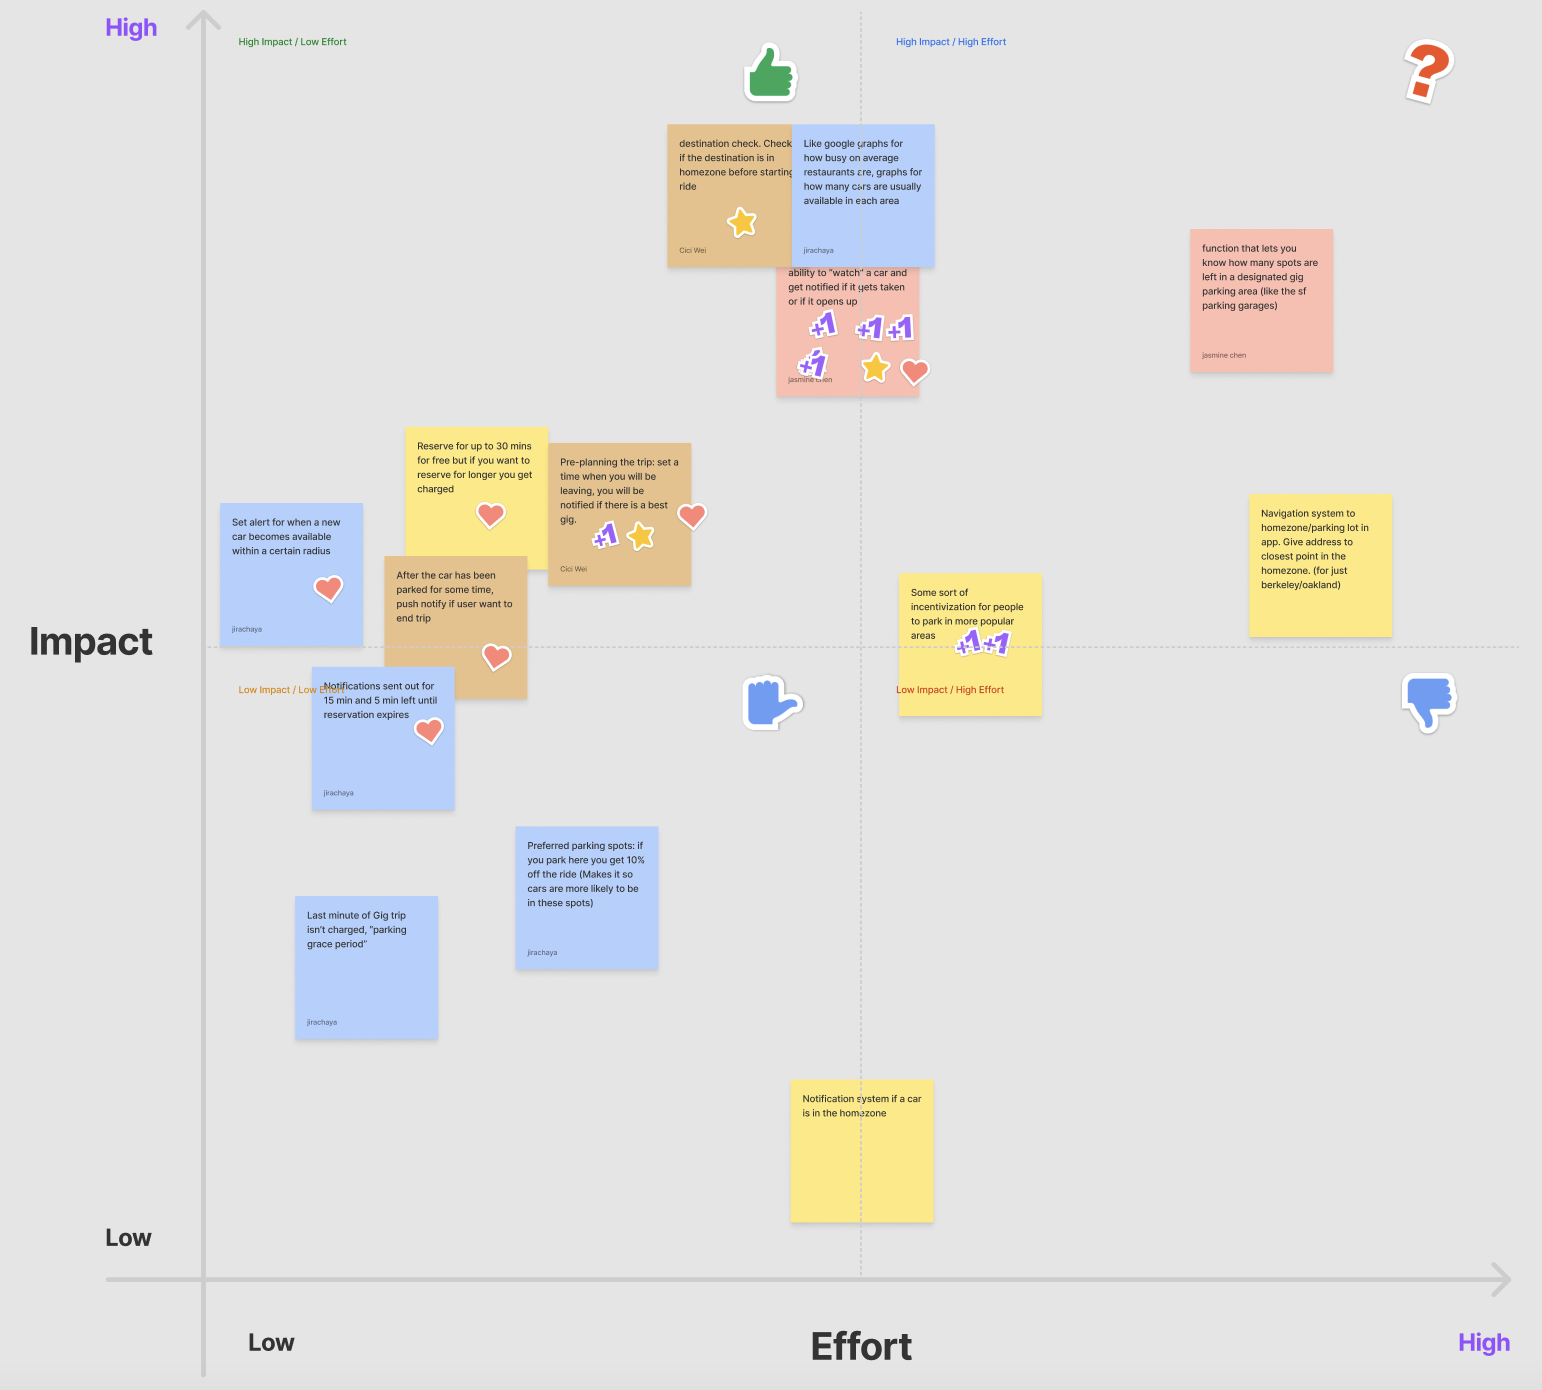 High
High Impact / Low Effort
High Impact / High Effort
destination check. Check
if the destination is in
homezone before starting
ride
Cici Wei
Like google graphs for
how busy on average
restaurants are, graphs for
how many cars are usually
available in each area
jirachaya
ability to "watch" a car and
get notified if it gets taken
or if it opens up
+1
+1
+1
+1
jasmine chen
function that lets you
know how many spots are
left in a designated gig
parking area (like the sf
parking garages)
jasmine chen
Reserve for up to 30 mins
for free but if you want to
reserve for longer you get
charged
Pre-planning the trip: set a
time when you will be
leaving, you will be
notified if there is a best
gig.
+1
Cici Wei
Set alert for when a new
car becomes available
within a certain radius
jirachaya
After the car has been
parked for some time,
push notify if user want to
end trip
Some sort of
incentivization for people
to park in more popular
areas
+1
+1
Navigation system to
homezone/parking lot in
app. Give address to
closest point in the
homezone. (for just
berkeley/oakland)
Impact
Low Impact / Low Effort
Low Impact / High Effort
Notifications sent out for
15 min and 5 min left until
reservation expires
jirachaya
Preferred parking spots: if
you park here you get 10%
off the ride (Makes it so
cars are more likely to be
in these spots)
jirachaya
Last minute of Gig trip
isn't charged, "parking
grace period"
jirachaya
Notification system if a car
is in the homezone
Low
Low
Effort
High